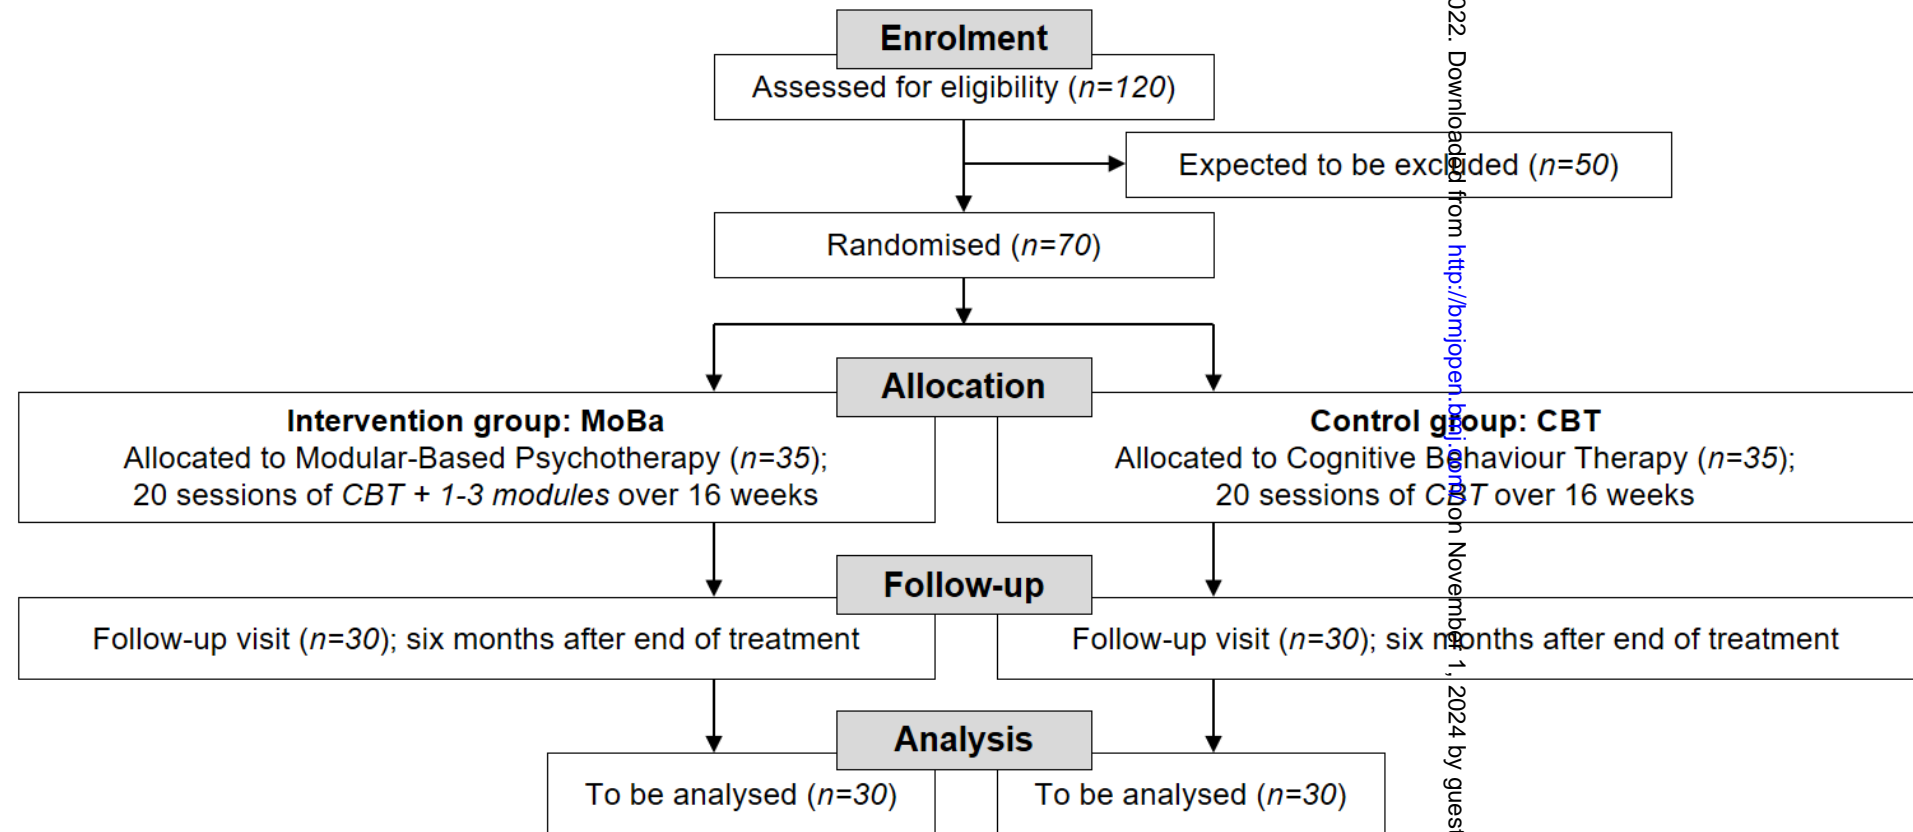 Enrolment
Assessed for eligibility (n=120)
Expected to be excluded (n=50)
Randomised (n=70)
Allocation
Intervention group: MoBa
Allocated to Modular-Based Psychotherapy (n=35);
20 sessions of CBT + 1-3 modules over 16 weeks
Control group: CBT
Allocated to Cognitive Behaviour Therapy (n=35);
20 sessions of CBT over 16 weeks
Follow-up
Follow-up visit (n=30); six months after end of treatment
Follow-up visit (n=30); six months after end of treatment
Analysis
To be analysed (n=30)
To be analysed (n=30)
022. Downloaded from http://bmjopen.bmj.com/ on November 1, 2024 by guest